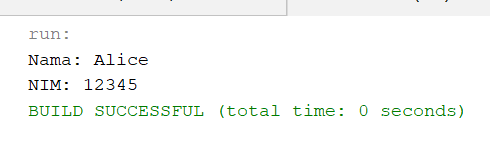 run:
Nama: Alice
NIM: 12345
BUILD SUCCESSFUL (total time: 0 seconds)